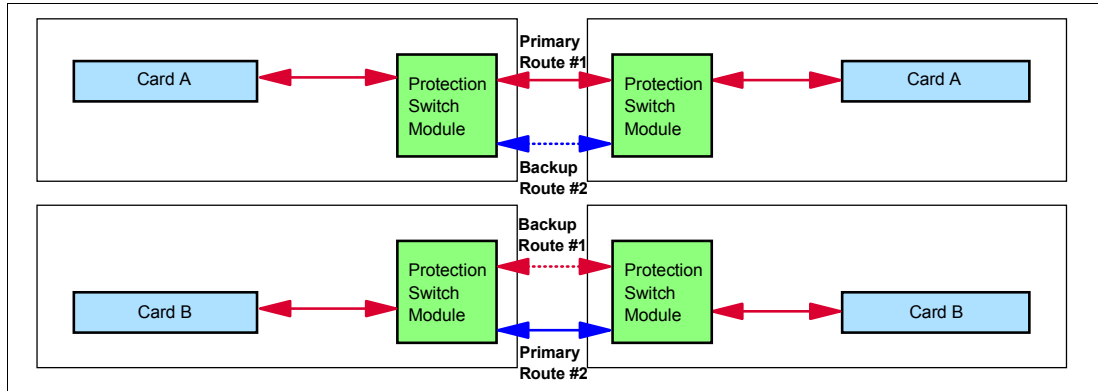 Primary
Route #1
Card A
Protection
Switch
Module
Protection
Switch
Module
Card A
Backup
Route #2
Backup
Route #1
Card B
Protection
Switch
Module
Protection
Switch
Module
Card B
Primary
Route #2